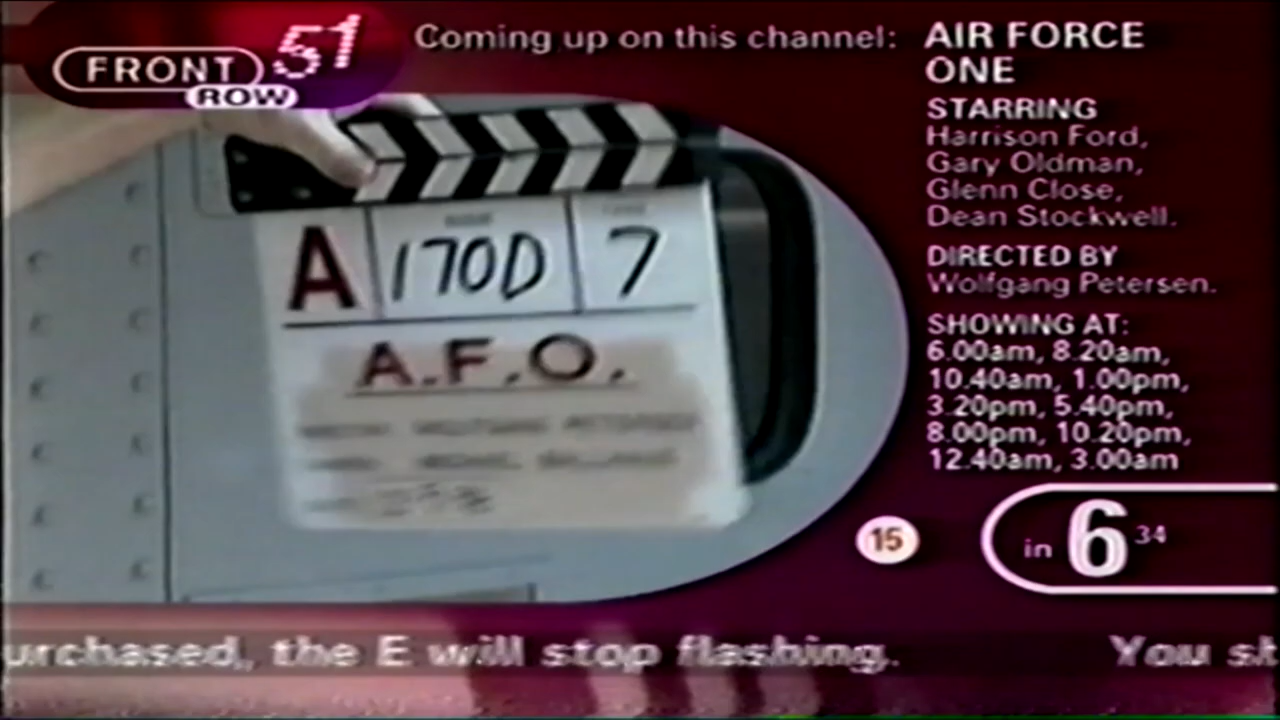 FRONT
ROW
51
Coming up on this channel:
AIR FORCE
ONE
STARRING
Harrison Ford,
Gary Oldman,
Glenn Close,
Dean Stockwell.
DIRECTED BY
Wolfgang Petersen.
SHOWING AT:
6.00am, 8.20am,
10.40am, 1.00pm,
3.20pm, 5.40pm,
8.00pm, 10.20pm,
12.40am, 3.00am
A 170D 7
A.F.O.
15
in 6 34
urchased, the E will stop flashing. You st